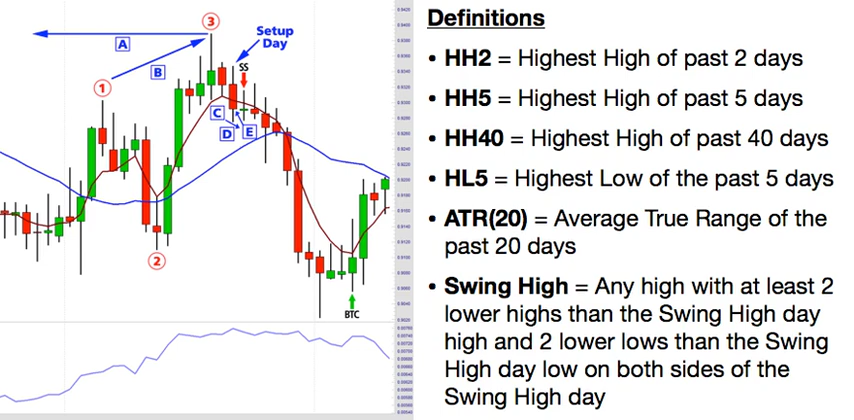 3
Setup
Day
A
SS
B
1
C
D
E
2
BTC
Definitions
• HH2 = Highest High of past 2 days
• HH5 = Highest High of past 5 days
• HH40 = Highest High of past 40 days
• HL5 = Highest Low of the past 5 days
• ATR(20) = Average True Range of the
past 20 days
• Swing High = Any high with at least 2
lower highs than the Swing High day
high and 2 lower lows than the Swing
High day low on both sides of the
Swing High day